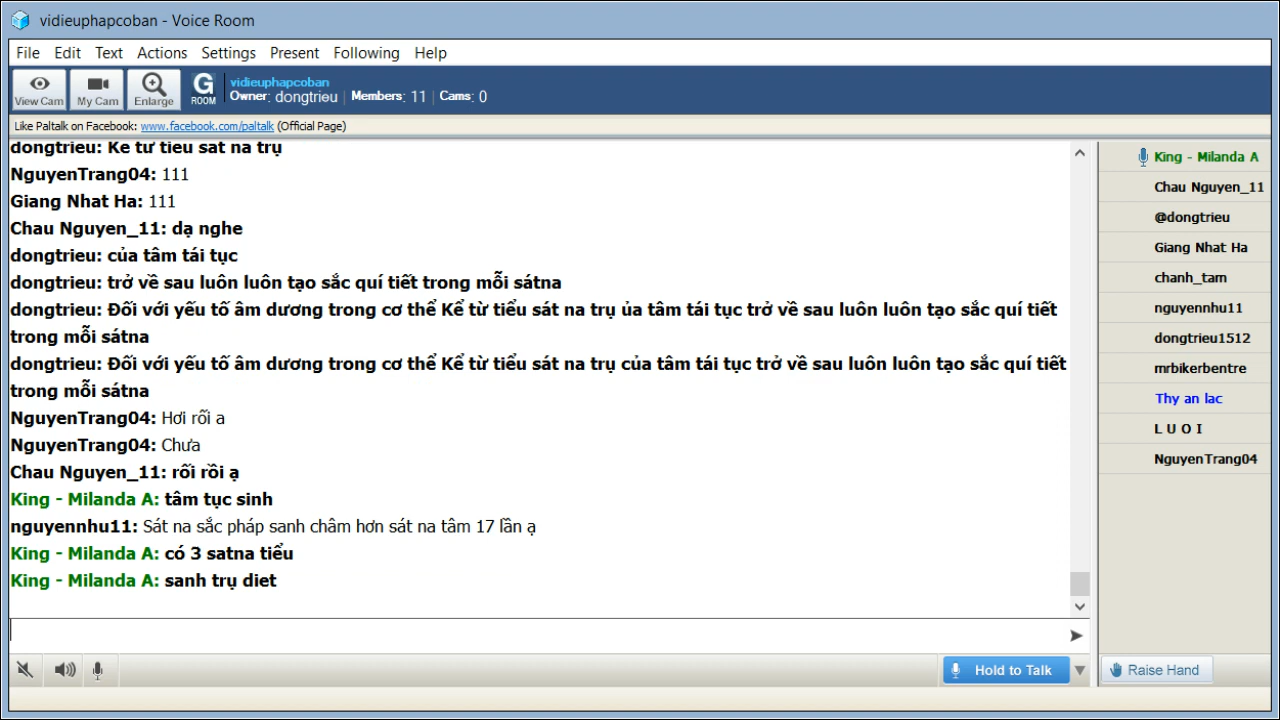 vidieuphapcoban - Voice Room
File Edit Text Actions Settings Present Following Help
View Cam My Cam Enlarge G ROOM
vidieuphapcoban
Owner: dongtrieu | Members: 11 | Cams: 0
Like Paltalk on Facebook: www.facebook.com/paltalk (Official Page)
dongtrieu: Kể từ tiểu sát na trụ
NguyenTrang04: 111
Giang Nhat Ha: 111
Chau Nguyen_11: dạ nghe
dongtrieu: của tâm tái tục
dongtrieu: trở về sau luôn luôn tạo sắc quí tiết trong mỗi sátna
dongtrieu: Đối với yếu tố âm dương trong cơ thể Kể từ tiểu sát na trụ ủa tâm tái tục trở về sau luôn luôn tạo sắc quí tiết
trong mỗi sátna
dongtrieu: Đối với yếu tố âm dương trong cơ thể Kể từ tiểu sát na trụ của tâm tái tục trở về sau luôn luôn tạo sắc quí tiết
trong mỗi sátna
NguyenTrang04: Hơi rối a
NguyenTrang04: Chưa
Chau Nguyen_11: rối rồi ạ
King - Milanda A: tâm tục sinh
nguyennhu11: Sát na sắc pháp sanh châm hơn sát na tâm 17 lần ạ
King - Milanda A: có 3 satna tiểu
King - Milanda A: sanh trụ diet
King - Milanda A
Chau Nguyen_11
@dongtrieu
Giang Nhat Ha
chanh_tam
nguyennhu11
dongtrieu1512
mrbikerbentre
Thy an lac
L U O I
NguyenTrang04
Hold to Talk
Raise Hand